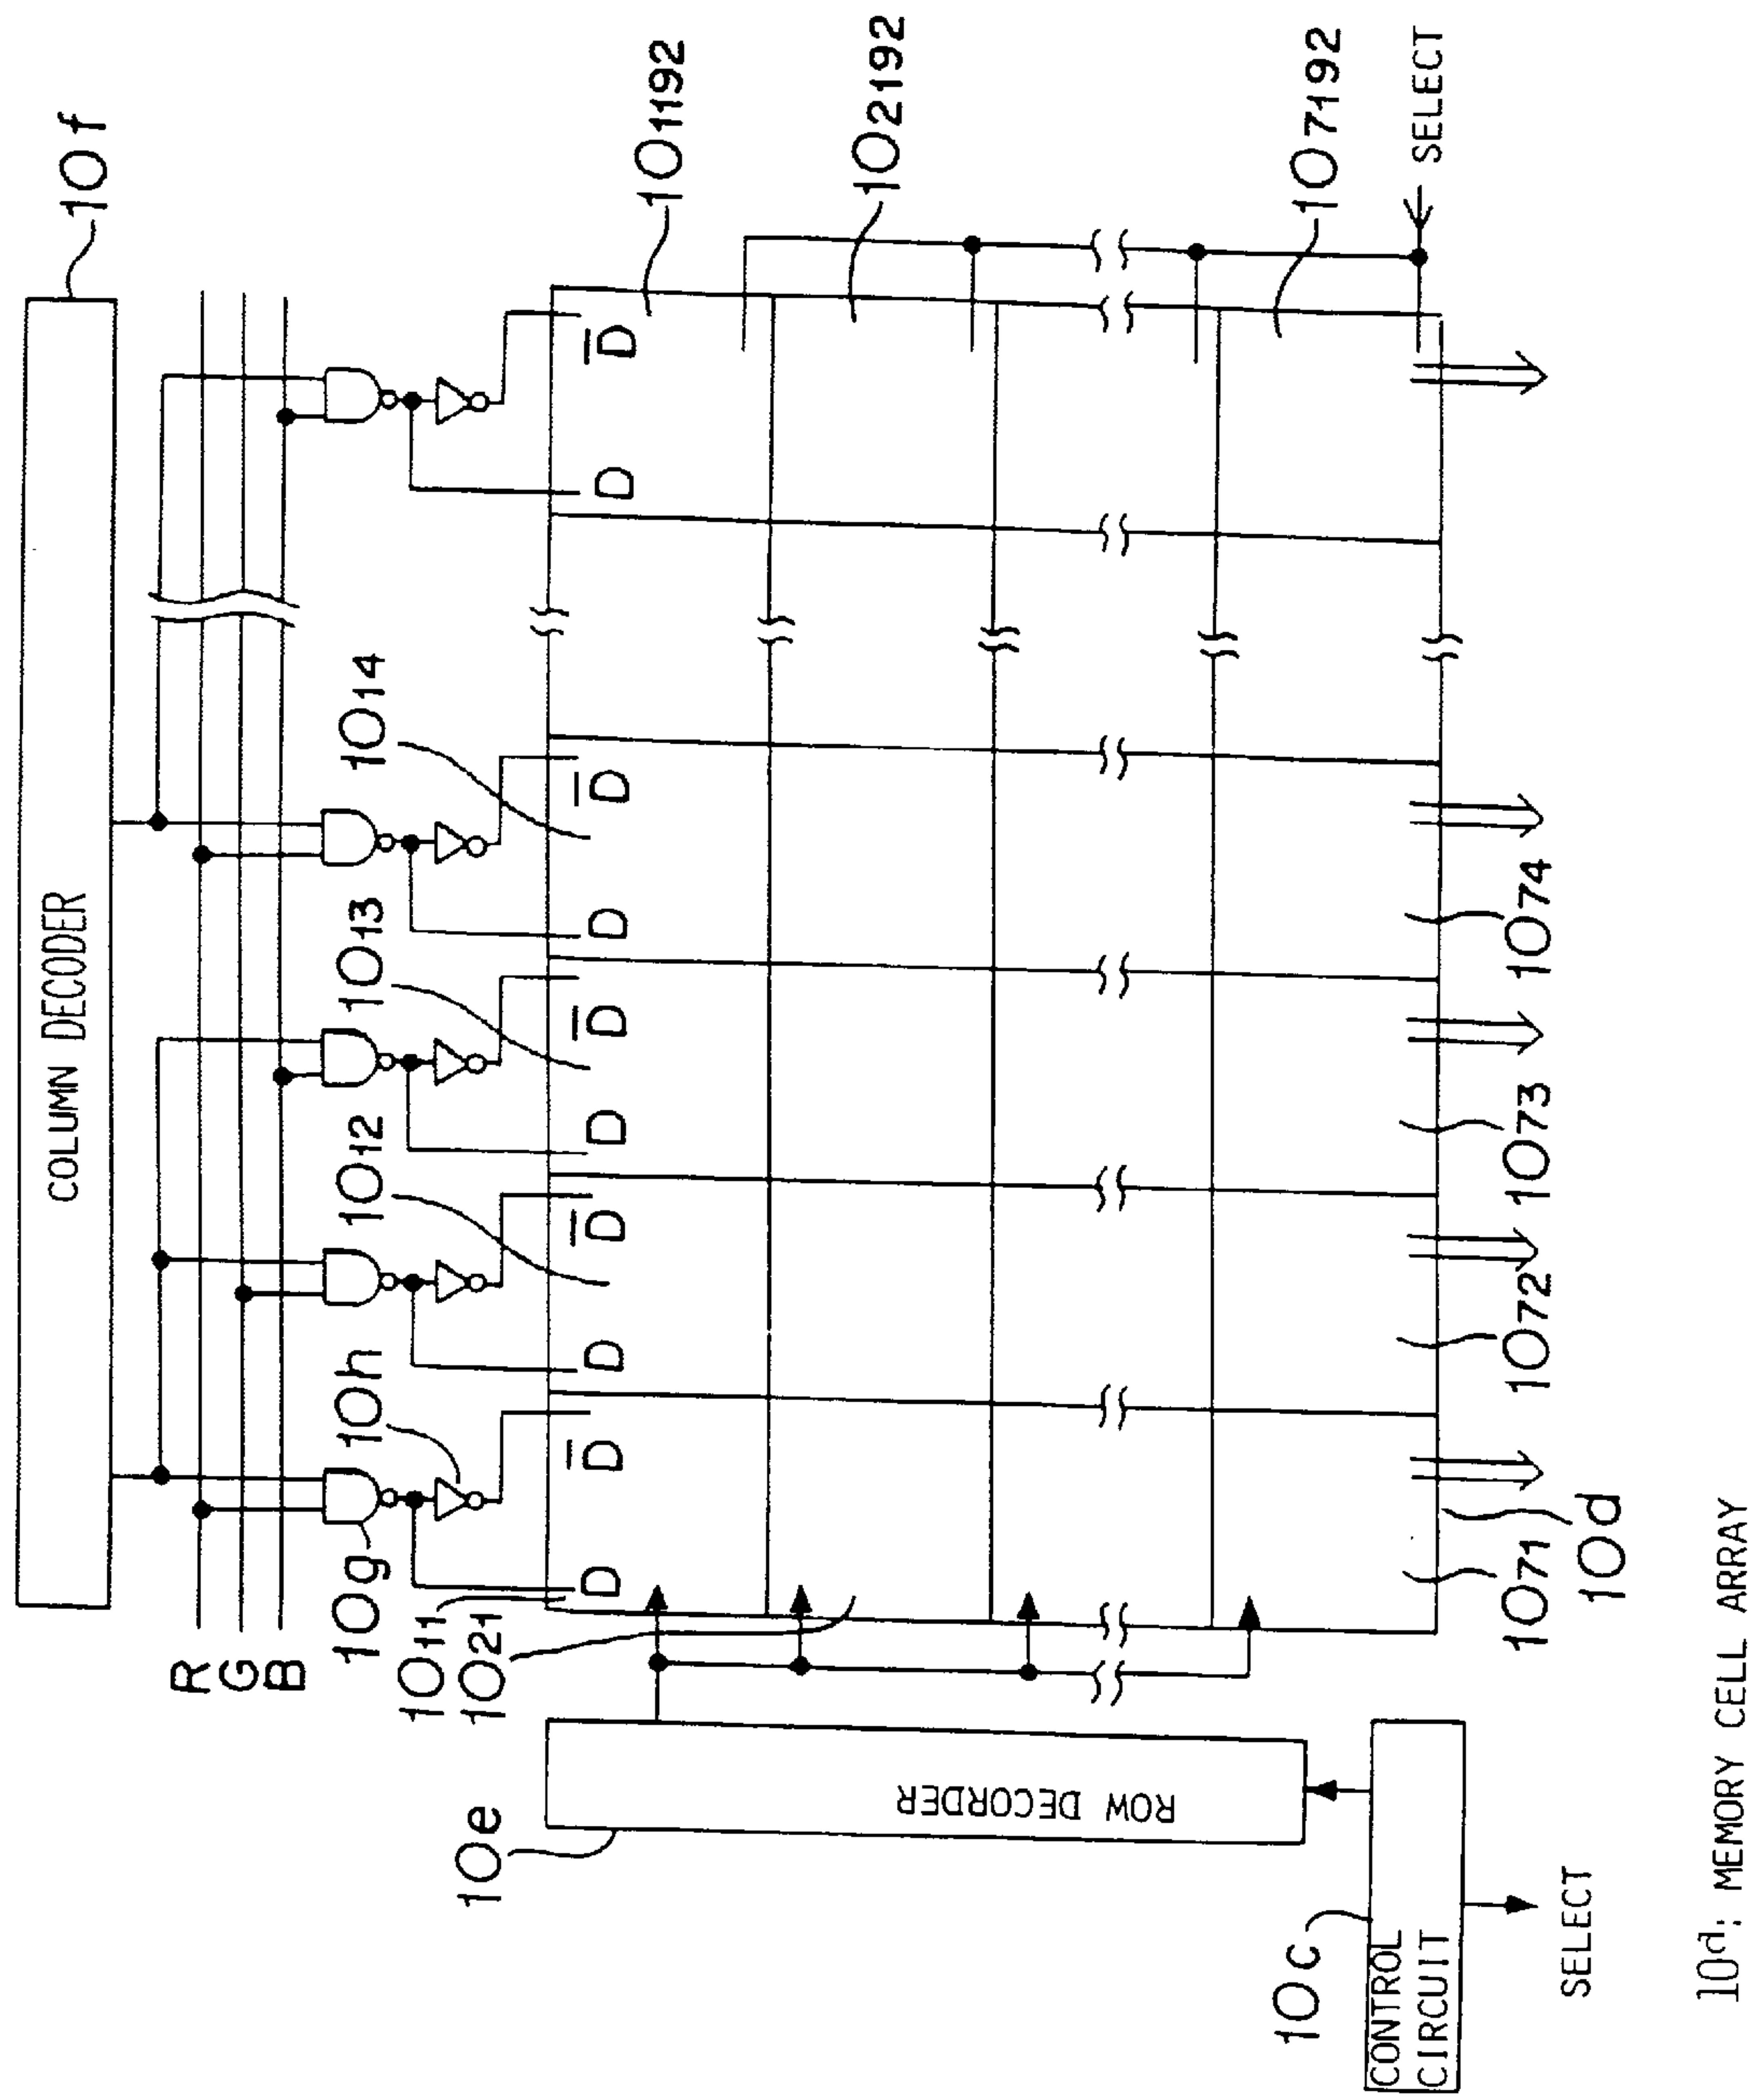 COLUMN DECODER
10f
R
G
B
10g
10h
1012
1013
1014
1011
1021
D
D̅
D
D̅
D
D̅
D
D̅
D
D̅
101192
102192
107192
SELECT
10e
ROW DECORDER
10c
CONTROL
CIRCUIT
SELECT
1071
1072
1073
1074
10d
10d; MEMORY CELL ARRAY